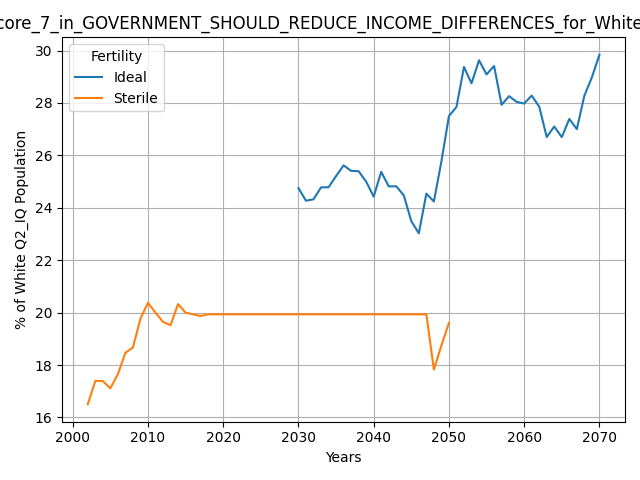 core_7_in_GOVERNMENT_SHOULD_REDUCE_INCOME_DIFFERENCES_for_White
Fertility
Ideal
Sterile
% of White Q2_IQ Population
30
28
26
24
22
20
18
16
2000 2010 2020 2030 2040 2050 2060 2070
Years